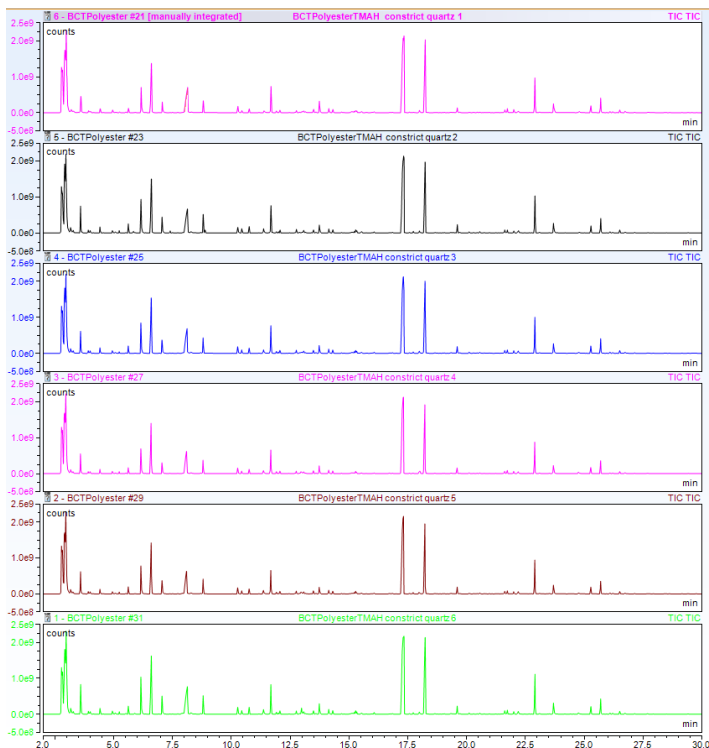 6 - BCTPolyester #21 [manually integrated] BCTPolyesterTMAH constrict quartz 1 TIC TIC
2.5e9
counts
2.0e9
1.0e9
0.0e0
-5.0e8
min
5 - BCTPolyester #23 BCTPolyesterTMAH constrict quartz 2 TIC TIC
2.5e9
counts
2.0e9
1.0e9
0.0e0
-5.0e8
min
4 - BCTPolyester #25 BCTPolyesterTMAH constrict quartz 3 TIC TIC
2.5e9
counts
2.0e9
1.0e9
0.0e0
-5.0e8
min
3 - BCTPolyester #27 BCTPolyesterTMAH constrict quartz 4 TIC TIC
2.5e9
counts
2.0e9
1.0e9
0.0e0
-5.0e8
min
2 - BCTPolyester #29 BCTPolyesterTMAH constrict quartz 5 TIC TIC
2.5e9
counts
2.0e9
1.0e9
0.0e0
-5.0e8
min
1 - BCTPolyester #31 BCTPolyesterTMAH constrict quartz 6 TIC TIC
2.5e9
counts
2.0e9
1.0e9
0.0e0
-5.0e8
min
2.0 5.0 7.5 10.0 12.5 15.0 17.5 20.0 22.5 25.0 27.5 30.0